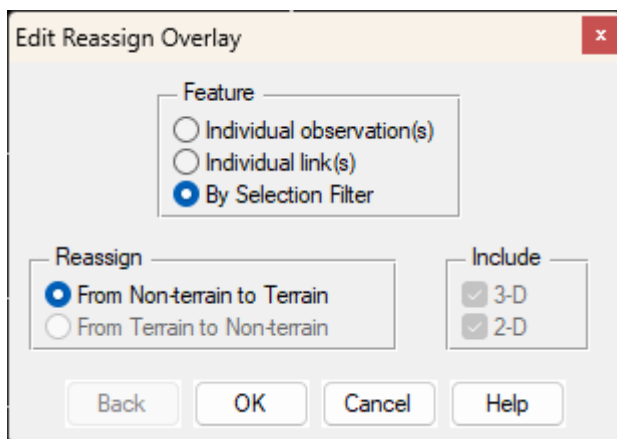 Edit Reassign Overlay
x
Feature
Individual observation(s)
Individual link(s)
By Selection Filter
Reassign
From Non-terrain to Terrain
From Terrain to Non-terrain
Include
3-D
2-D
Back
OK
Cancel
Help